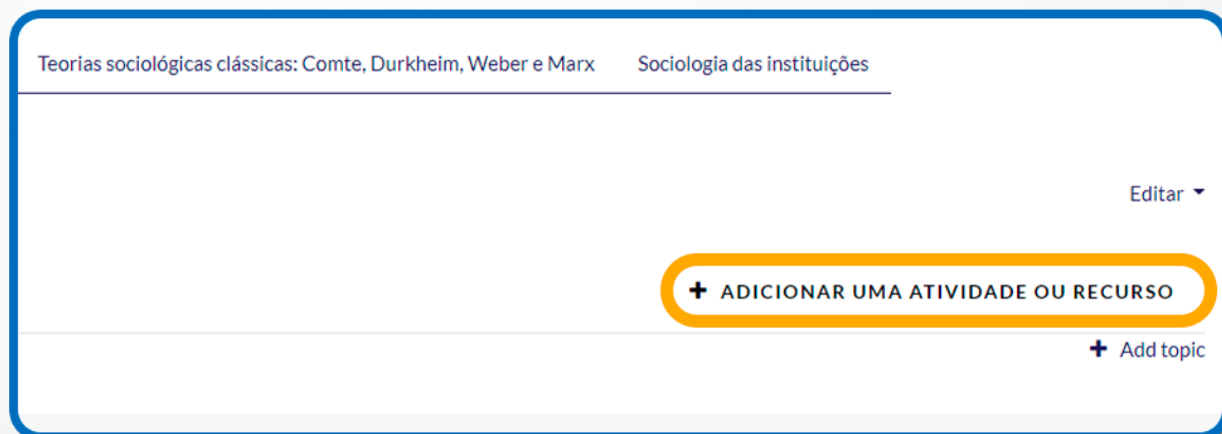 Teorias sociológicas clássicas: Comte, Durkheim, Weber e Marx Sociologia das instituições
Editar
+ ADICIONAR UMA ATIVIDADE OU RECURSO
+ Add topic